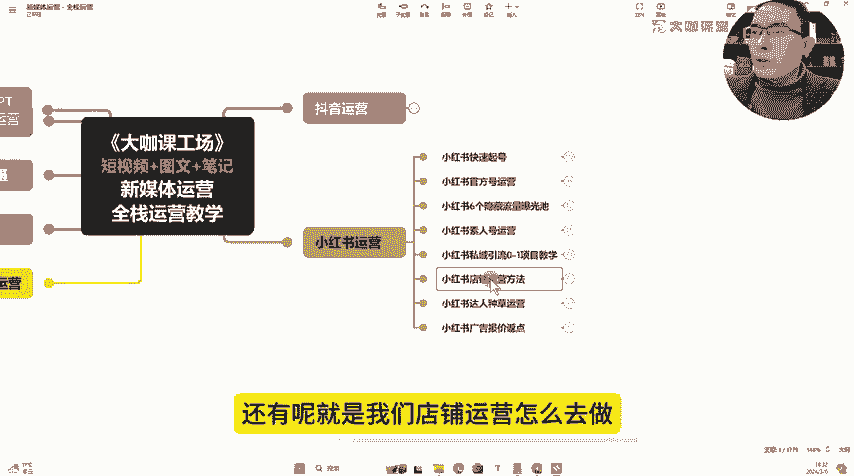 新媒体运营-全栈运营
大咖课堂
PT
运营
运营
《大咖课工场》
短视频+图文+笔记
新媒体运营
全栈运营教学
抖音运营
小红书运营
小红书快速起号
小红书官方号运营
小红书6个隐藏流量曝光池
小红书素人号运营
小红书私域引流0-1项目教学
小红书店铺运营方法
小红书达人种草运营
小红书广告报价返点
还有呢就是我们店铺运营怎么去做